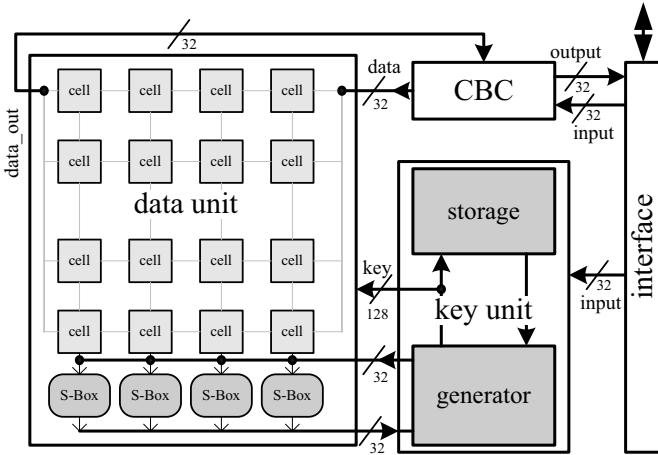 32
output
data
32
CBC
32
32
input
data_out
cell cell cell cell
cell cell cell cell
data unit
storage
interface
key
128
key unit
32
input
cell cell cell cell
cell cell cell cell
32
S-Box S-Box S-Box S-Box
generator
32